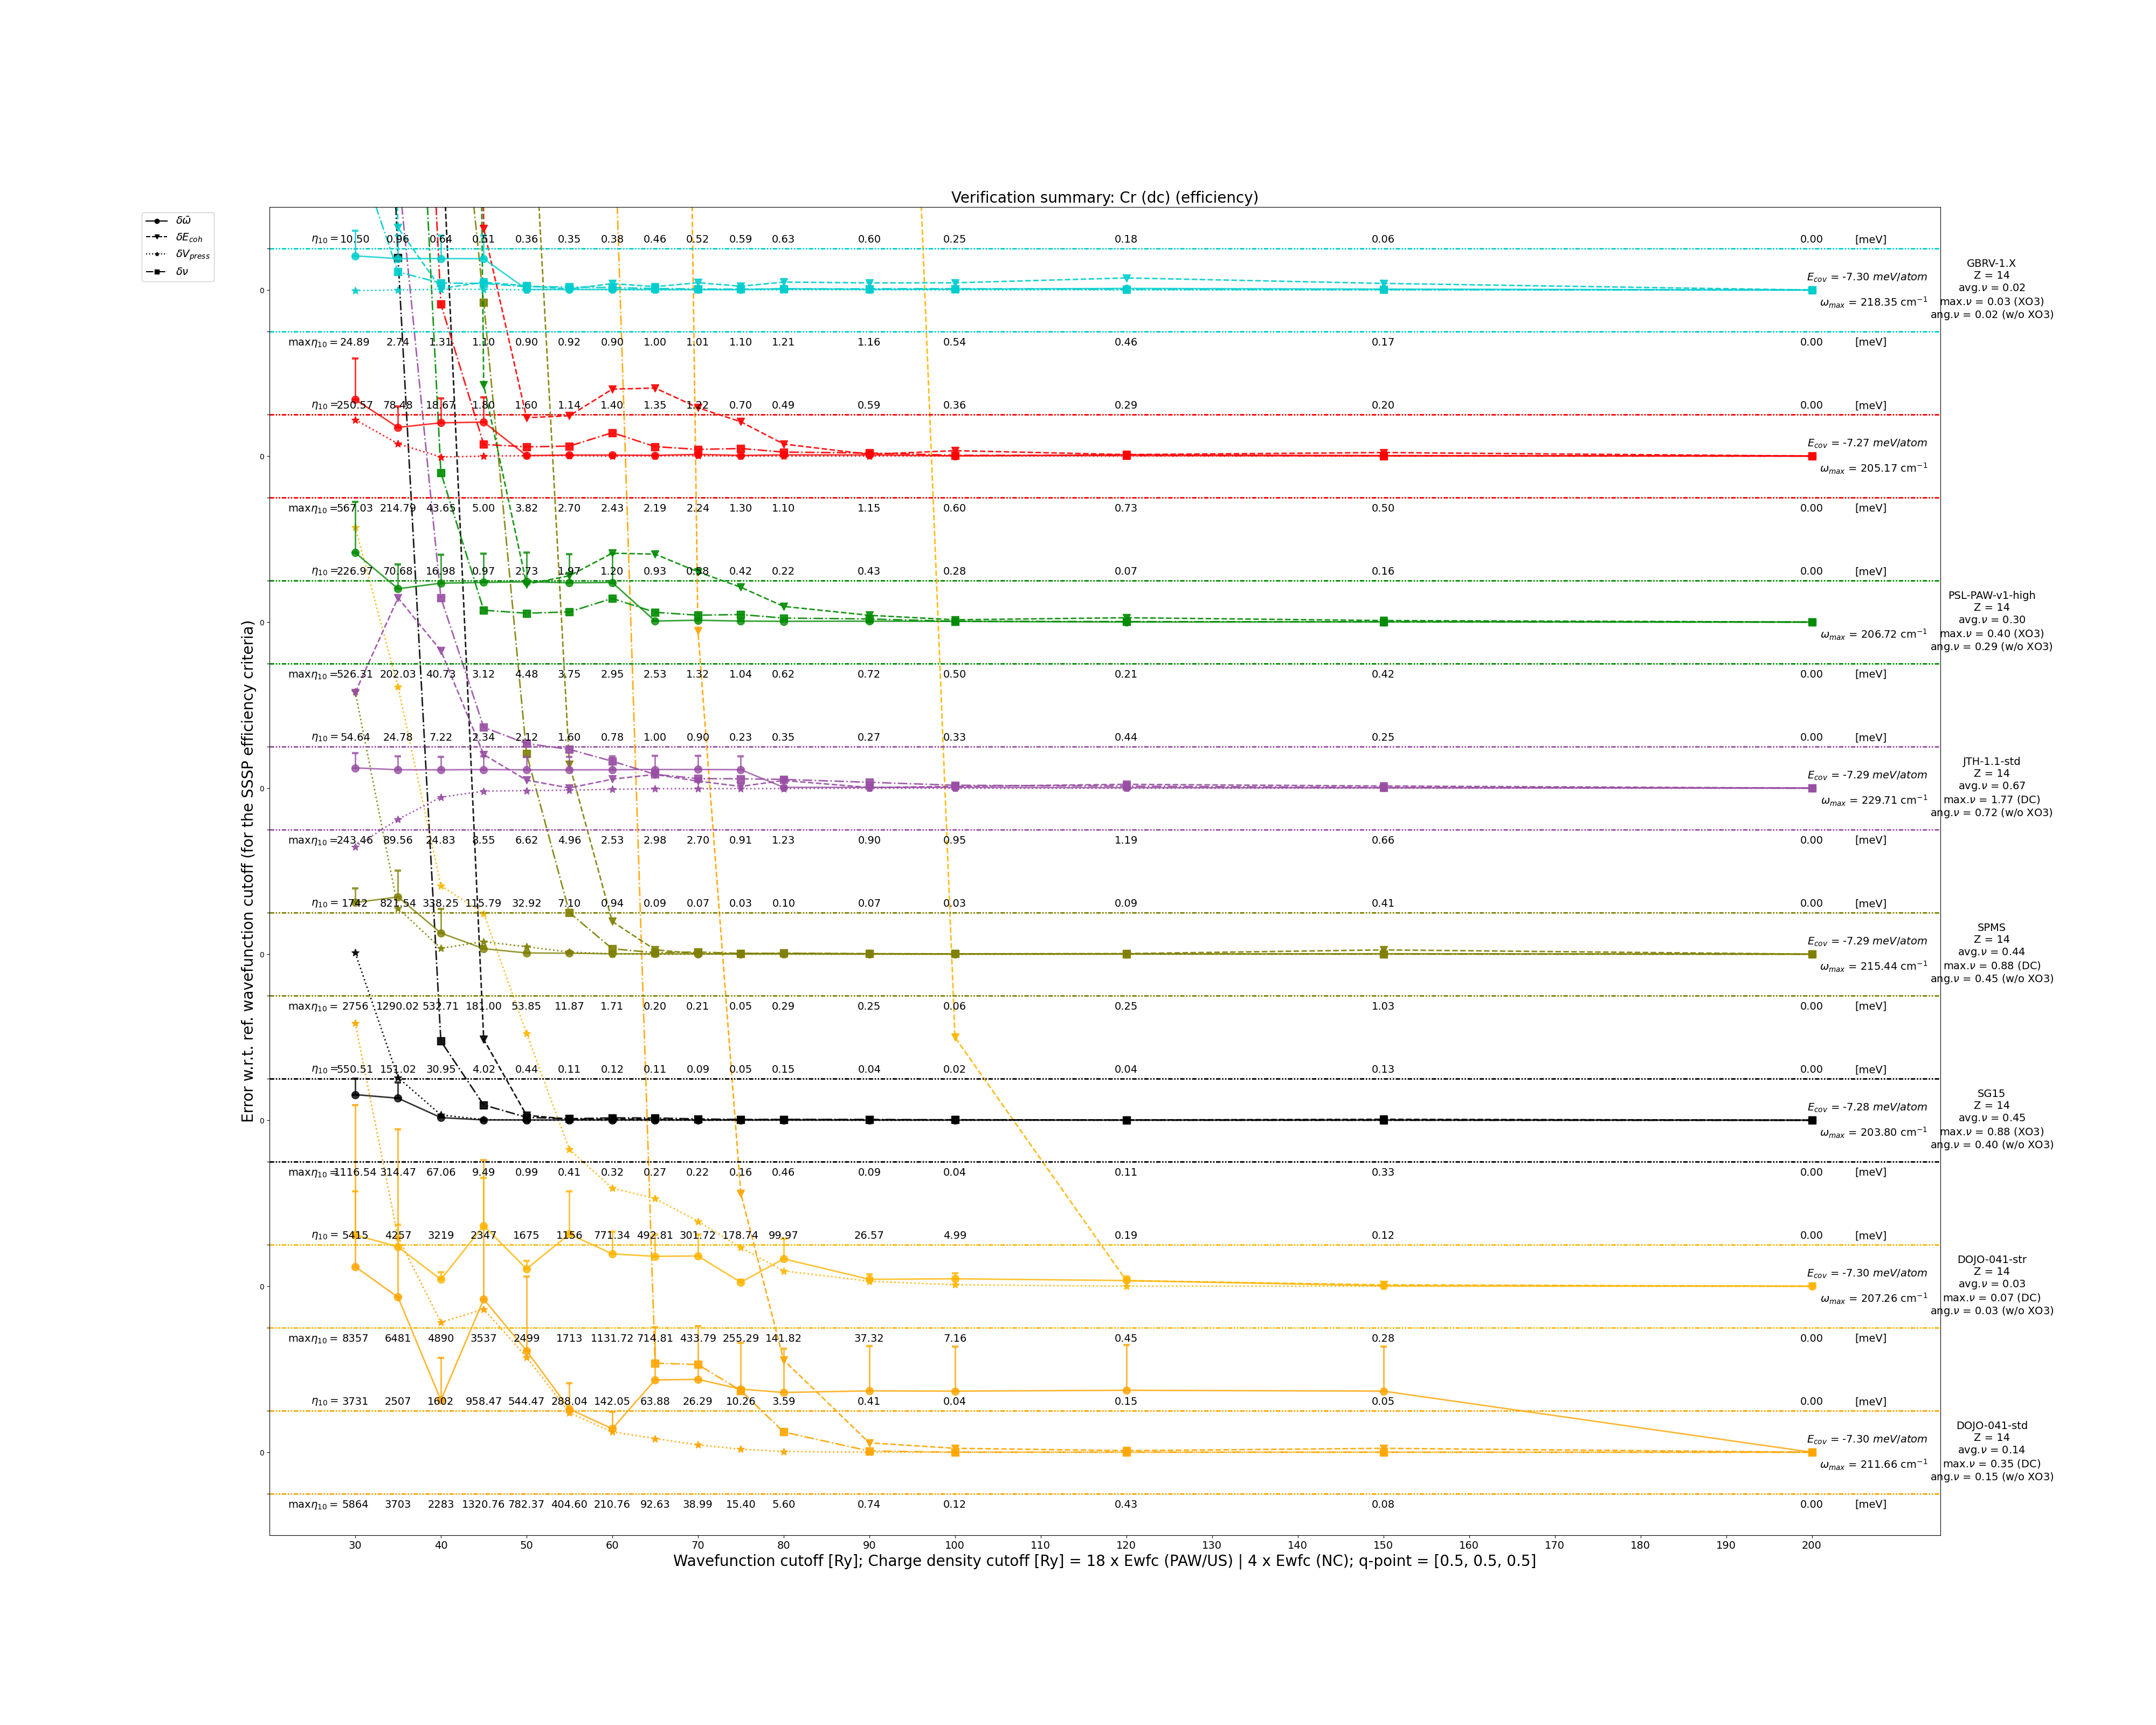 Verification summary: Cr (dc) (efficiency)
δω̄
δE_coh
δV_press
δν
Error w.r.t. ref. wavefunction cutoff (for the SSSP efficiency criteria)
η₁₀ = 10.50 0.96 0.64 0.51 0.36 0.35 0.38 0.46 0.52 0.59 0.63 0.60 0.25 0.18 0.06 0.00 [meV]
0
E_cov = -7.30 meV/atom
ω_max = 218.35 cm⁻¹
GBRV-1.X
Z = 14
avg.ν = 0.02
max.ν = 0.03 (XO3)
ang.ν = 0.02 (w/o XO3)
maxη₁₀ = 24.89 2.74 1.31 1.10 0.90 0.92 0.90 1.00 1.01 1.10 1.21 1.16 0.54 0.46 0.17 0.00 [meV]
η₁₀ = 250.57 78.48 18.67 1.80 1.60 1.14 1.40 1.35 1.22 0.70 0.49 0.59 0.36 0.29 0.20 0.00 [meV]
0
E_cov = -7.27 meV/atom
ω_max = 205.17 cm⁻¹
maxη₁₀ = 567.03 214.79 43.65 5.00 3.82 2.70 2.43 2.19 2.24 1.30 1.10 1.15 0.60 0.73 0.50 0.00 [meV]
η₁₀ = 226.97 70.68 16.98 0.97 2.73 1.97 1.20 0.93 0.38 0.42 0.22 0.43 0.28 0.07 0.16 0.00 [meV]
0
ω_max = 206.72 cm⁻¹
PSL-PAW-v1-high
Z = 14
avg.ν = 0.30
max.ν = 0.40 (XO3)
ang.ν = 0.29 (w/o XO3)
maxη₁₀ = 526.31 202.03 40.73 3.12 4.48 3.75 2.95 2.53 1.32 1.04 0.62 0.72 0.50 0.21 0.42 0.00 [meV]
η₁₀ = 54.64 24.78 7.22 2.34 2.12 1.60 0.78 1.00 0.90 0.23 0.35 0.27 0.33 0.44 0.25 0.00 [meV]
0
E_cov = -7.29 meV/atom
ω_max = 229.71 cm⁻¹
JTH-1.1-std
Z = 14
avg.ν = 0.67
max.ν = 1.77 (DC)
ang.ν = 0.72 (w/o XO3)
maxη₁₀ = 243.46 89.56 24.83 8.55 6.62 4.96 2.53 2.98 2.70 0.91 1.23 0.90 0.95 1.19 0.66 0.00 [meV]
η₁₀ = 1742 821.54 338.25 115.79 32.92 7.10 0.94 0.09 0.07 0.03 0.10 0.07 0.03 0.09 0.41 0.00 [meV]
0
E_cov = -7.29 meV/atom
ω_max = 215.44 cm⁻¹
SPMS
Z = 14
avg.ν = 0.44
max.ν = 0.88 (DC)
ang.ν = 0.45 (w/o XO3)
maxη₁₀ = 2756 1290.02 532.71 181.00 53.85 11.87 1.71 0.20 0.21 0.05 0.29 0.25 0.06 0.25 1.03 0.00 [meV]
η₁₀ = 550.51 151.02 30.95 4.02 0.44 0.11 0.12 0.11 0.09 0.05 0.15 0.04 0.02 0.04 0.13 0.00 [meV]
0
E_cov = -7.28 meV/atom
ω_max = 203.80 cm⁻¹
SG15
Z = 14
avg.ν = 0.45
max.ν = 0.88 (XO3)
ang.ν = 0.40 (w/o XO3)
maxη₁₀ = 1116.54 314.47 67.06 9.49 0.99 0.41 0.32 0.27 0.22 0.16 0.46 0.09 0.04 0.11 0.33 0.00 [meV]
η₁₀ = 5415 4257 3219 2347 1675 1156 771.34 492.81 301.72 178.74 99.97 26.57 4.99 0.19 0.12 0.00 [meV]
0
E_cov = -7.30 meV/atom
ω_max = 207.26 cm⁻¹
DOJO-041-str
Z = 14
avg.ν = 0.03
max.ν = 0.07 (DC)
ang.ν = 0.03 (w/o XO3)
maxη₁₀ = 8357 6481 4890 3537 2499 1713 1131.72 714.81 433.79 255.29 141.82 37.32 7.16 0.45 0.28 0.00 [meV]
η₁₀ = 3731 2507 1602 958.47 544.47 288.04 142.05 63.88 26.29 10.26 3.59 0.41 0.04 0.15 0.05 0.00 [meV]
0
E_cov = -7.30 meV/atom
ω_max = 211.66 cm⁻¹
DOJO-041-std
Z = 14
avg.ν = 0.14
max.ν = 0.35 (DC)
ang.ν = 0.15 (w/o XO3)
maxη₁₀ = 5864 3703 2283 1320.76 782.37 404.60 210.76 92.63 38.99 15.40 5.60 0.74 0.12 0.43 0.08 0.00 [meV]
30 40 50 60 70 80 90 100 110 120 130 140 150 160 170 180 190 200
Wavefunction cutoff [Ry]; Charge density cutoff [Ry] = 18 x Ewfc (PAW/US) | 4 x Ewfc (NC); q-point = [0.5, 0.5, 0.5]